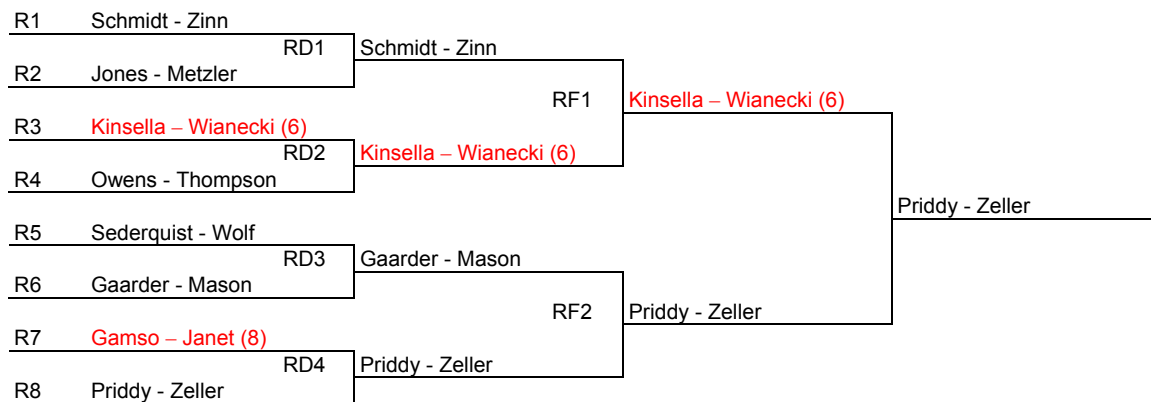 R1 Schmidt - Zinn
RD1 Schmidt - Zinn
R2 Jones - Metzler
RF1 Kinsella – Wianecki (6)
R3 Kinsella – Wianecki (6)
RD2 Kinsella – Wianecki (6)
R4 Owens - Thompson
Priddy - Zeller
R5 Sederquist - Wolf
RD3 Gaarder - Mason
R6 Gaarder - Mason
RF2 Priddy - Zeller
R7 Gamso – Janet (8)
RD4 Priddy - Zeller
R8 Priddy - Zeller